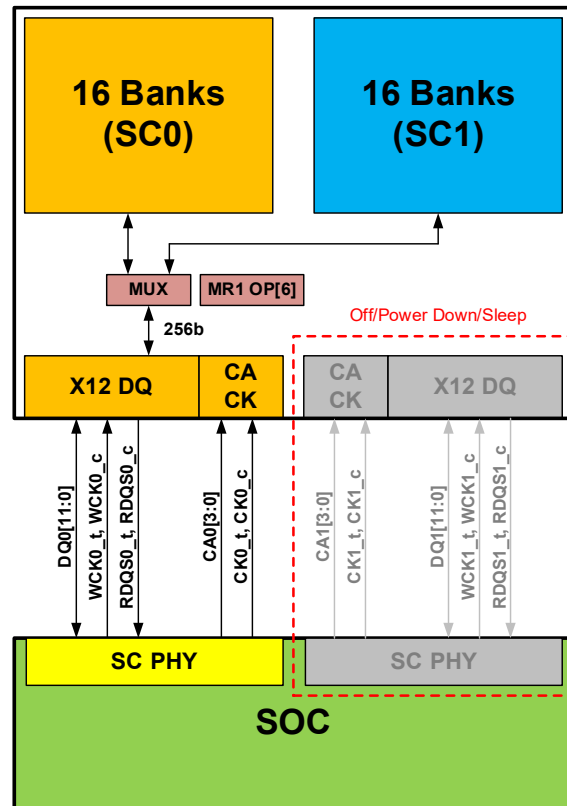 16 Banks
(SC0)
16 Banks
(SC1)
MUX
MR1 OP[6]
256b
Off/Power Down/Sleep
X12 DQ
CA
CK
CA
CK
X12 DQ
DQ0[11:0]
WCK0_t, WCK0_c
RDQS0_t, RDQS0_c
CA0[3:0]
CK0_t, CK0_c
CA1[3:0]
CK1_t, CK1_c
DQ1[11:0]
WCK1_t, WCK1_c
RDQS1_t, RDQS1_c
SC PHY
SC PHY
SOC